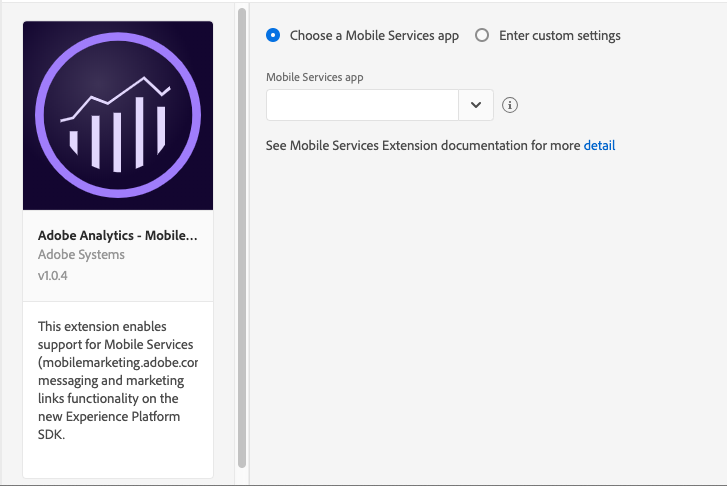 Choose a Mobile Services app
Enter custom settings
Mobile Services app
See Mobile Services Extension documentation for more detail
Adobe Analytics - Mobile...
Adobe Systems
v1.0.4
This extension enables
support for Mobile Services
(mobilemarketing.adobe.cor
messaging and marketing
links functionality on the
new Experience Platform
SDK.